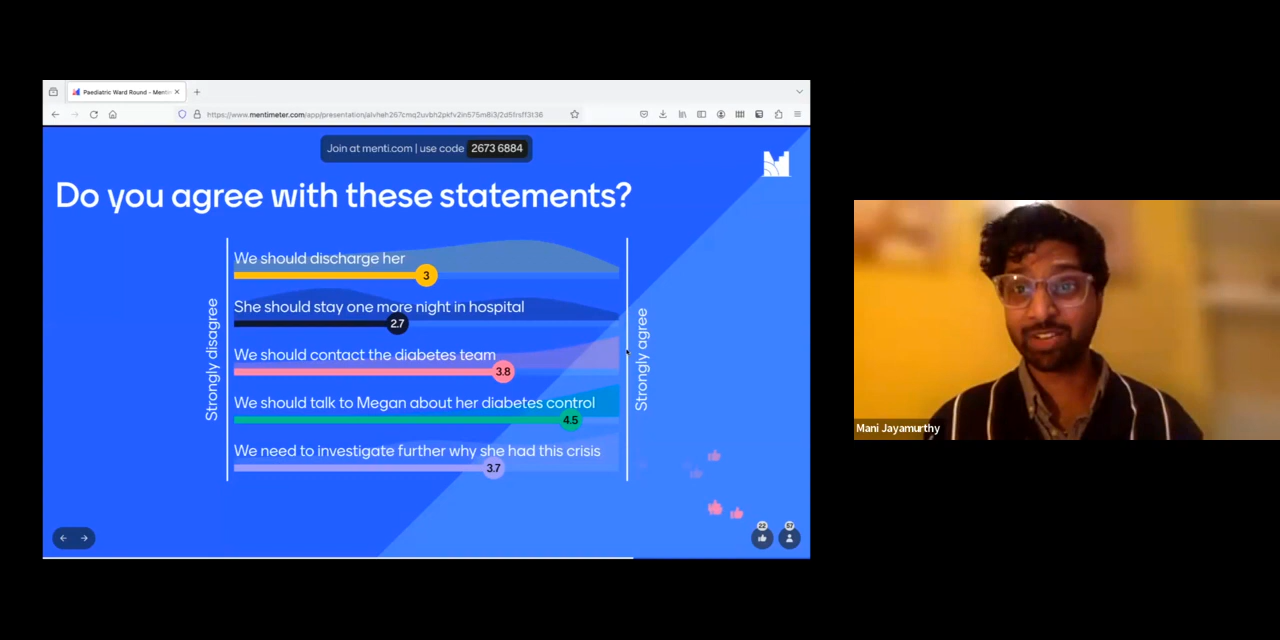 Paediatric Ward Round - Menti
https://www.mentimeter.com/app/presentation/
Join at menti.com | use code 2673 6884
Do you agree with these statements?
Strongly disagree
We should discharge her
3
She should stay one more night in hospital
2.7
We should contact the diabetes team
3.8
We should talk to Megan about her diabetes control
4.5
We need to investigate further why she had this crisis
3.7
Strongly agree
22
57
Mani Jayamurthy